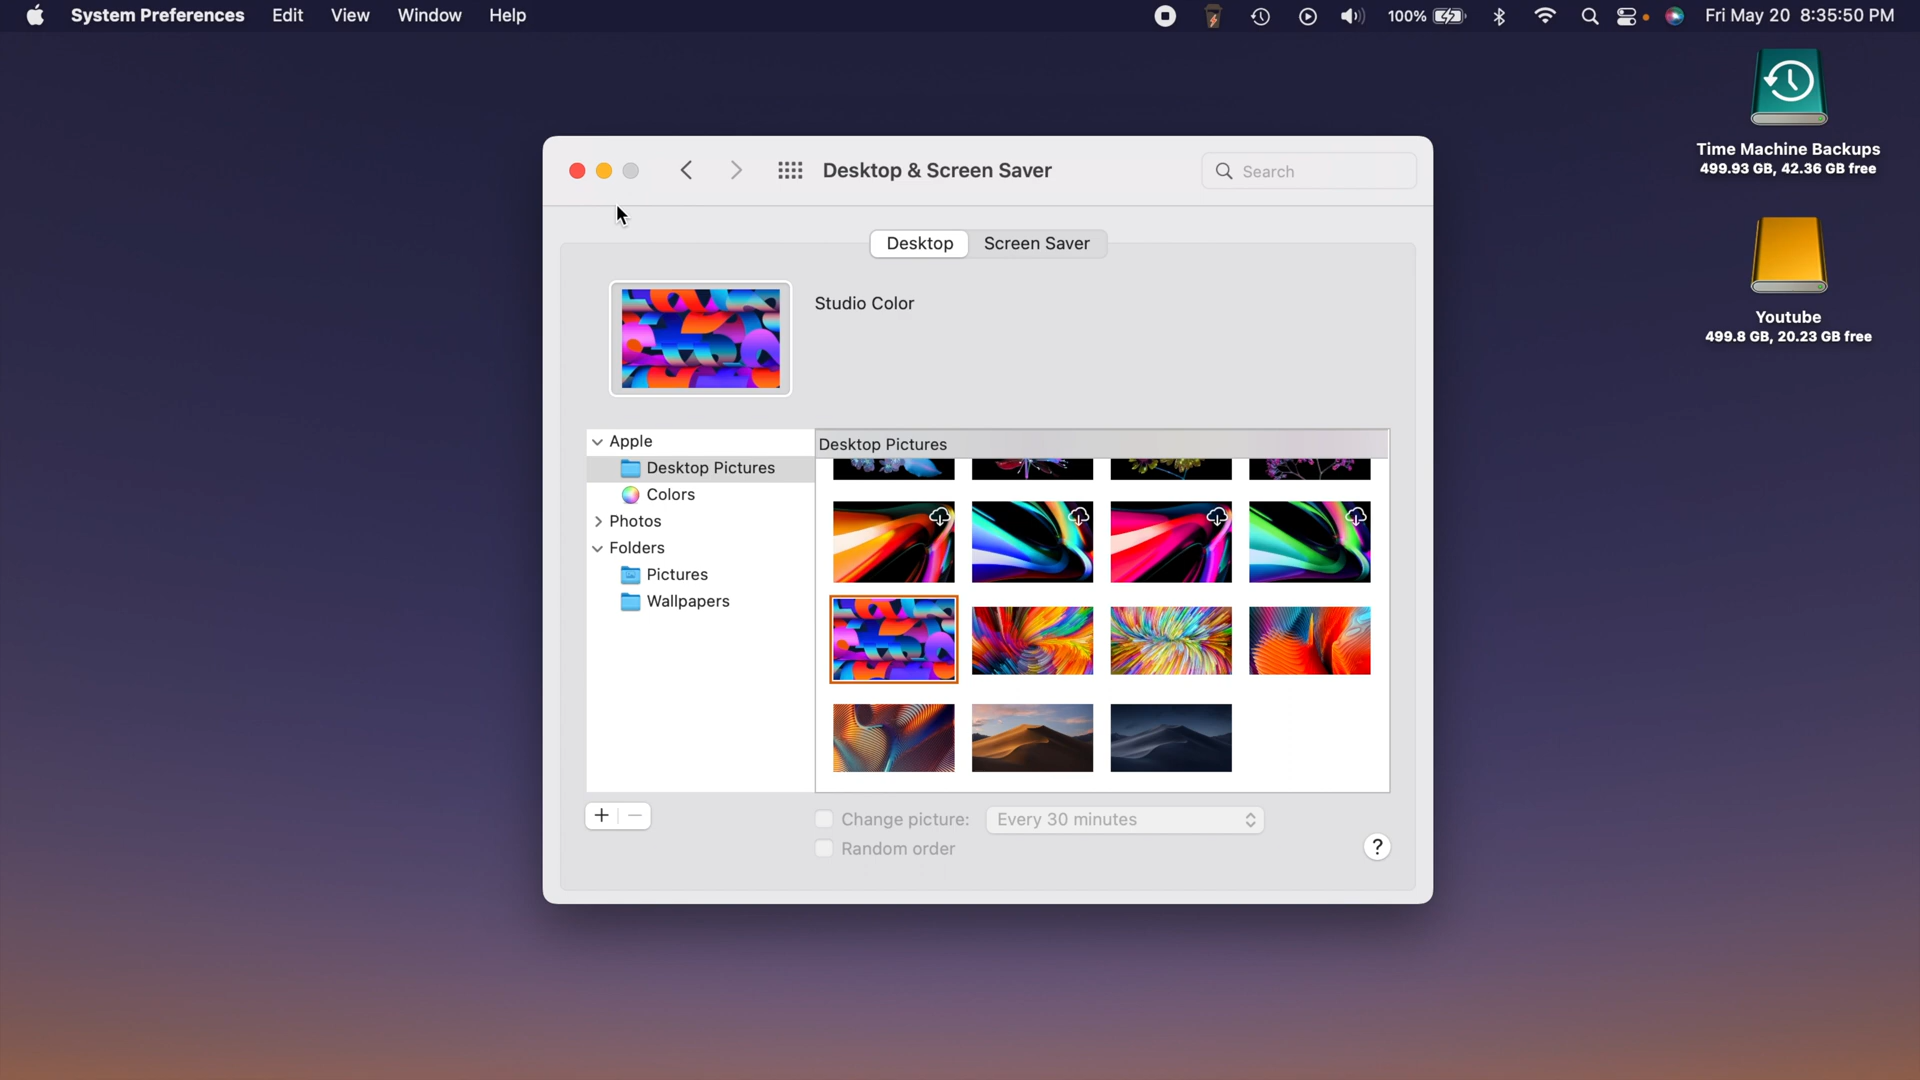 System Preferences Edit View Window Help
100% Fri May 20 8:35:50 PM
Time Machine Backups
499.93 GB, 42.36 GB free
Youtube
499.8 GB, 20.23 GB free
Desktop & Screen Saver
Search
Desktop Screen Saver
Studio Color
Apple
Desktop Pictures
Colors
Photos
Folders
Pictures
Wallpapers
Desktop Pictures
+ −
Change picture: Every 30 minutes
Random order
?